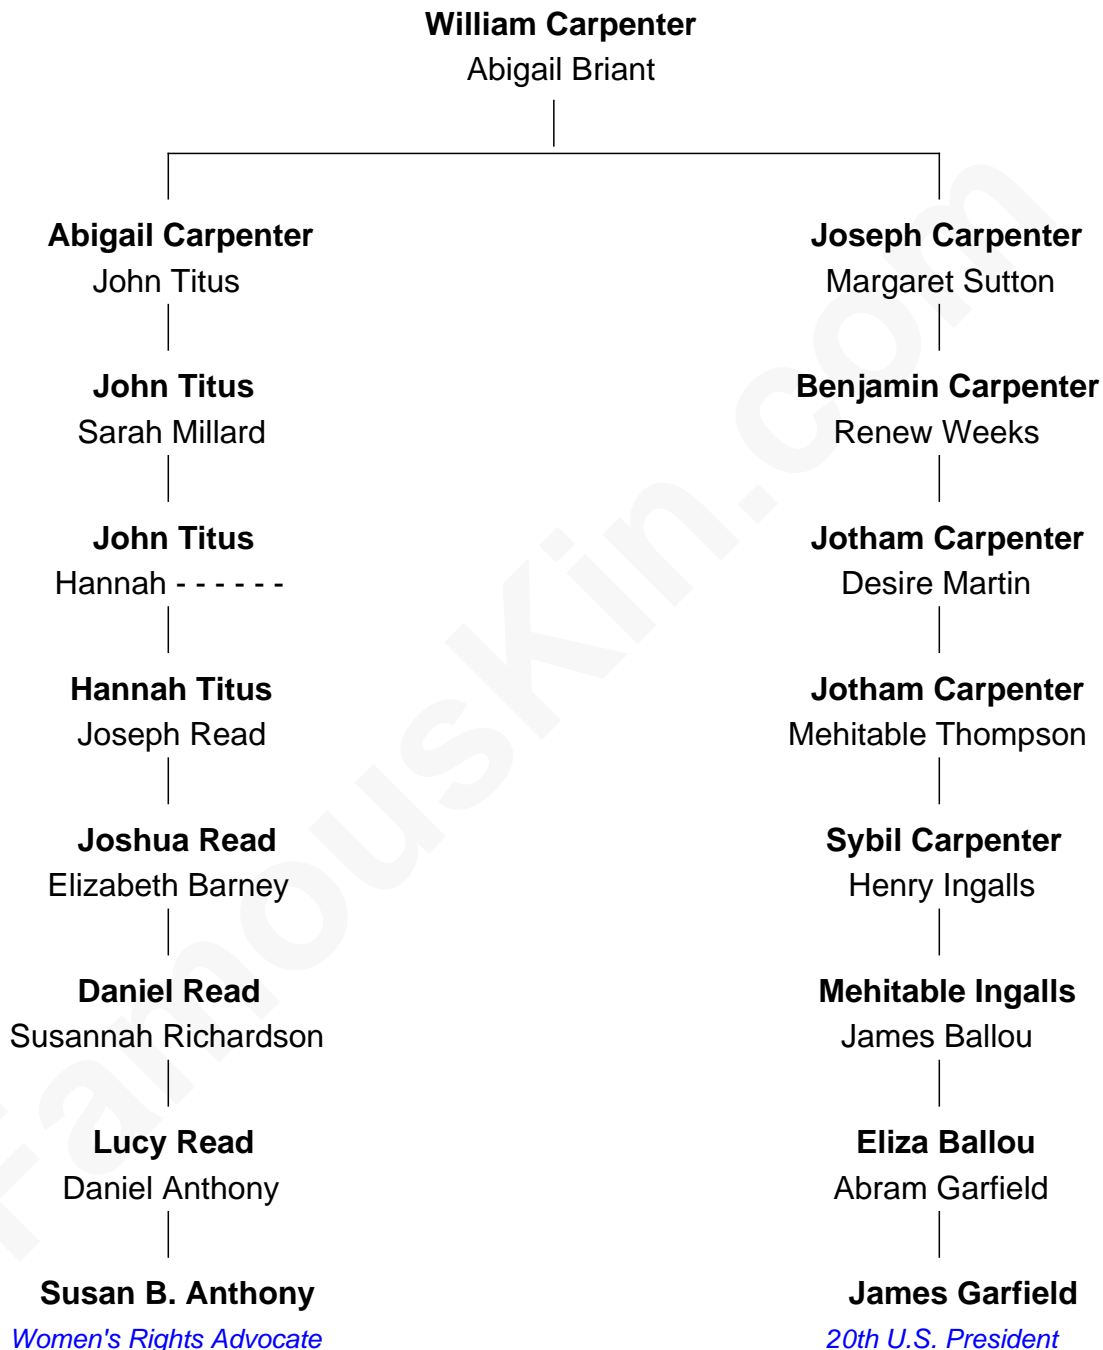 William Carpenter
Abigail Briant
Abigail Carpenter
John Titus
John Titus
Sarah Millard
John Titus
Hannah - - - - - -
Hannah Titus
Joseph Read
Joshua Read
Elizabeth Barney
Daniel Read
Susannah Richardson
Lucy Read
Daniel Anthony
Susan B. Anthony
Women's Rights Advocate
Joseph Carpenter
Margaret Sutton
Benjamin Carpenter
Renew Weeks
Jotham Carpenter
Desire Martin
Jotham Carpenter
Mehitable Thompson
Sybil Carpenter
Henry Ingalls
Mehitable Ingalls
James Ballou
Eliza Ballou
Abram Garfield
James Garfield
20th U.S. President
FamousKin.com